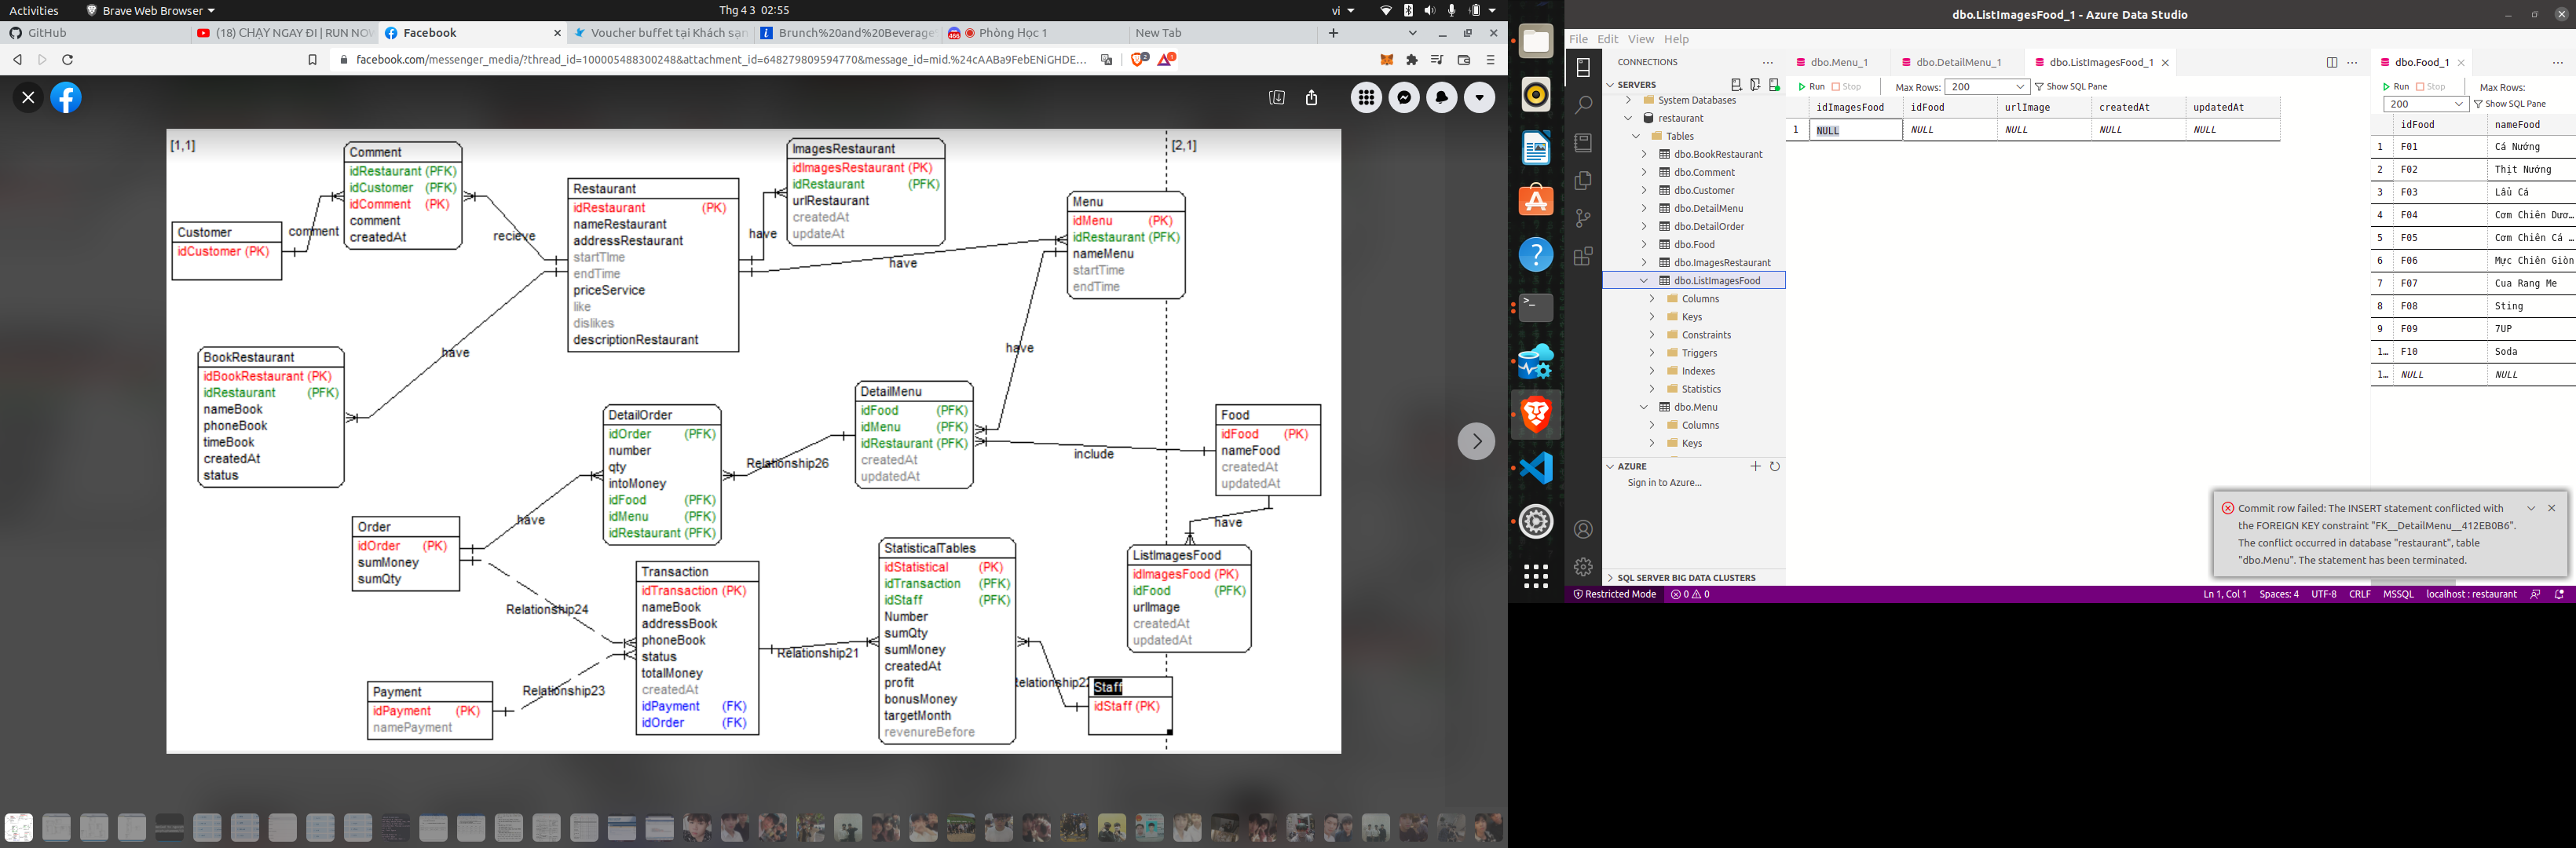 Activities
Brave Web Browser
Thg 4 3 02:55
vi
GitHub
(18) CHẠY NGAY ĐI | RUN NOW
Facebook
Voucher buffet tại Khách sạn
Brunch%20and%20Beverage
Phòng Học 1
New Tab
facebook.com/messenger_media/?thread_id=100005488300248&attachment_id=648279809594770&message_id=mid.%24cAABa9FebENiGHDE...
[1,1]
[2,1]
Comment
idRestaurant (PFK)
idCustomer (PFK)
idComment (PK)
comment
createdAt
Customer
idCustomer (PK)
comment
recieve
Restaurant
idRestaurant (PK)
nameRestaurant
addressRestaurant
startTime
endTime
priceService
like
dislikes
descriptionRestaurant
ImagesRestaurant
idImagesRestaurant (PK)
idRestaurant (PFK)
urlRestaurant
createdAt
updateAt
have
have
Menu
idMenu (PK)
idRestaurant (PFK)
nameMenu
startTime
endTime
have
have
BookRestaurant
idBookRestaurant (PK)
idRestaurant (PFK)
nameBook
phoneBook
timeBook
createdAt
status
DetailOrder
idOrder (PFK)
number
qty
intoMoney
idFood (PFK)
idMenu (PFK)
idRestaurant (PFK)
Relationship26
DetailMenu
idFood (PFK)
idMenu (PFK)
idRestaurant (PFK)
createdAt
updatedAt
include
Food
idFood (PK)
nameFood
createdAt
updatedAt
have
have
Order
idOrder (PK)
sumMoney
sumQty
Relationship24
Transaction
idTransaction (PK)
nameBook
addressBook
phoneBook
status
totalMoney
createdAt
idPayment (FK)
idOrder (FK)
Relationship21
StatisticalTables
idStatistical (PK)
idTransaction (PFK)
idStaff (PFK)
Number
sumQty
sumMoney
createdAt
profit
bonusMoney
targetMonth
revenureBefore
ListImagesFood
idImagesFood (PK)
idFood (PFK)
urlImage
createdAt
updatedAt
Payment
idPayment (PK)
namePayment
Relationship23
Relationship22
Staff
idStaff (PK)
dbo.ListImagesFood_1 - Azure Data Studio
File Edit View Help
CONNECTIONS
SERVERS
System Databases
restaurant
Tables
dbo.BookRestaurant
dbo.Comment
dbo.Customer
dbo.DetailMenu
dbo.DetailOrder
dbo.Food
dbo.ImagesRestaurant
dbo.ListImagesFood
Columns
Keys
Constraints
Triggers
Indexes
Statistics
dbo.Menu
Columns
Keys
AZURE
Sign in to Azure...
SQL SERVER BIG DATA CLUSTERS
dbo.Menu_1
dbo.DetailMenu_1
dbo.ListImagesFood_1
Run Stop Max Rows: 200 Show SQL Pane
idImagesFood idFood urlImage createdAt updatedAt
1 NULL NULL NULL NULL NULL
dbo.Food_1
Run Stop Max Rows:
200 Show SQL Pane
idFood nameFood
1 F01 Cá Nướng
2 F02 Thịt Nướng
3 F03 Lẩu Cá
4 F04 Cơm Chiên Dươ…
5 F05 Cơm Chiên Cá …
6 F06 Mực Chiên Giòn
7 F07 Cua Rang Me
8 F08 Sting
9 F09 7UP
1… F10 Soda
1… NULL NULL
Commit row failed: The INSERT statement conflicted with
the FOREIGN KEY constraint "FK__DetailMenu__412EB0B6".
The conflict occurred in database "restaurant", table
"dbo.Menu". The statement has been terminated.
Restricted Mode
0 0
Ln 1, Col 1
Spaces: 4
UTF-8
CRLF
MSSQL
localhost : restaurant